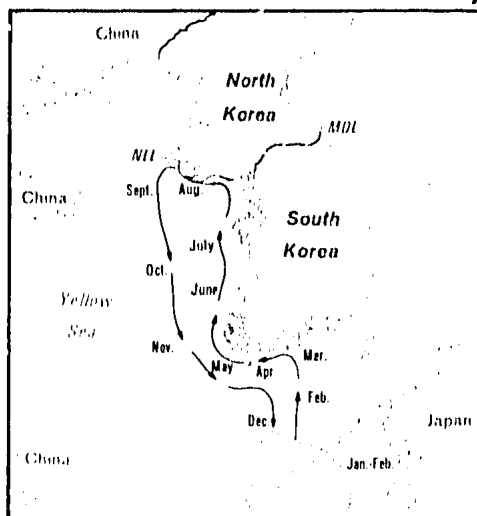 China
North
Korea
MDL
NLL
China
Sept.
Aug.
South
Korea
July
Oct.
June
Yellow
Sea
Nov.
May
Apr
Mar.
Feb.
Dec.
Japan
China
Jan.-Feb.